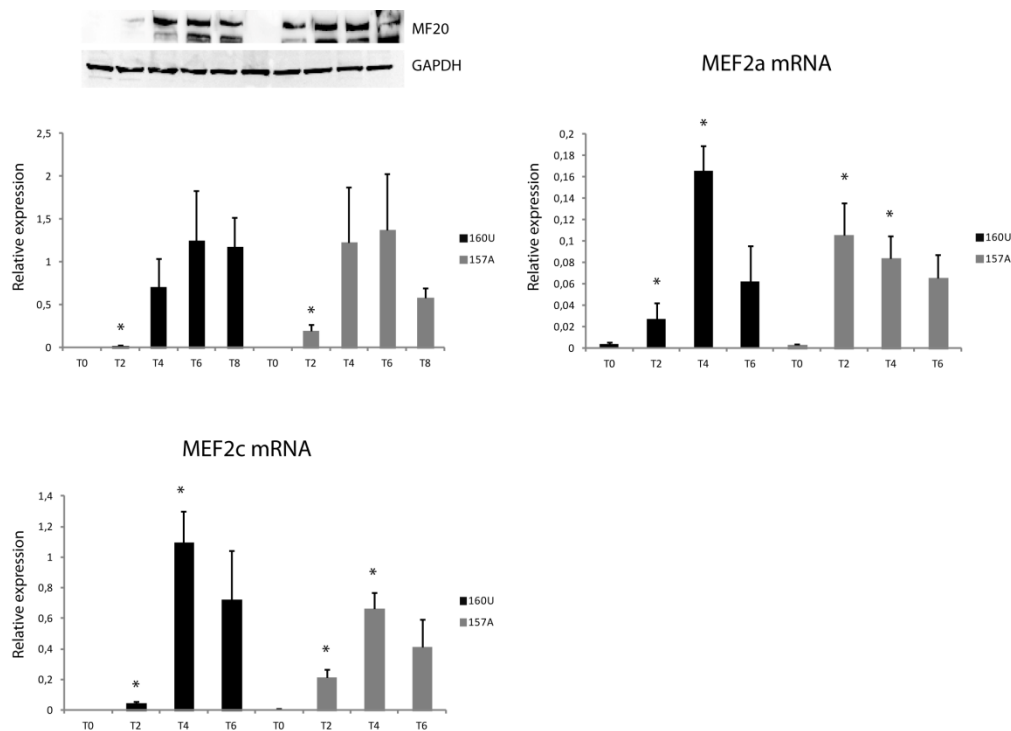 MF20
GAPDH
Relative expression
2,5
2
1,5
1
0,5
0
*
*
T0 T2 T4 T6 T8 T0 T2 T4 T6 T8
160U
157A
MEF2a mRNA
Relative expression
0,2
0,18
0,16
0,14
0,12
0,1
0,08
0,06
0,04
0,02
0
*
*
*
*
T0 T2 T4 T6 T0 T2 T4 T6
160U
157A
MEF2c mRNA
Relative expression
1,4
1,2
1
0,8
0,6
0,4
0,2
0
*
*
*
*
T0 T2 T4 T6 T0 T2 T4 T6
160U
157A